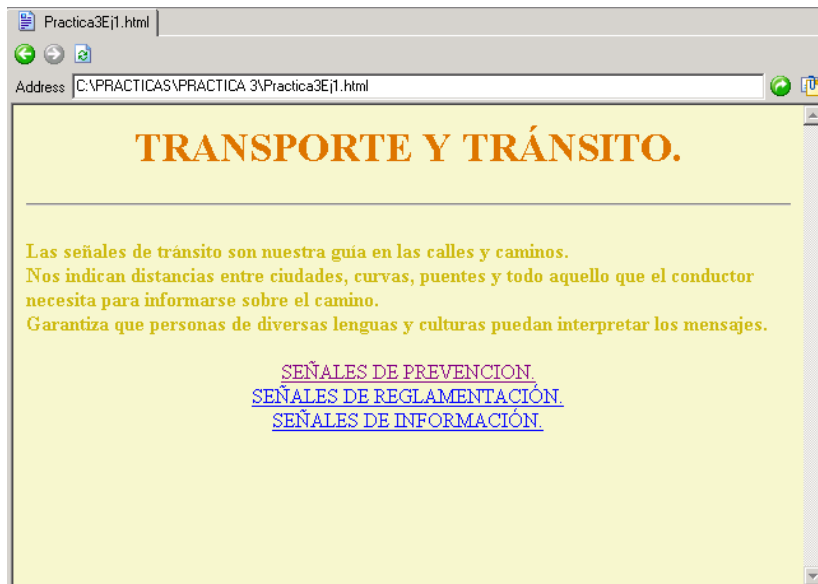 Practica3Ej1.html
Address C:\PRACTICAS\PRACTICA 3\Practica3Ej1.html
TRANSPORTE Y TRÁNSITO.
Las señales de tránsito son nuestra guía en las calles y caminos.
Nos indican distancias entre ciudades, curvas, puentes y todo aquello que el conductor
necesita para informarse sobre el camino.
Garantiza que personas de diversas lenguas y culturas puedan interpretar los mensajes.
SEÑALES DE PREVENCION.
SEÑALES DE REGLAMENTACIÓN.
SEÑALES DE INFORMACIÓN.